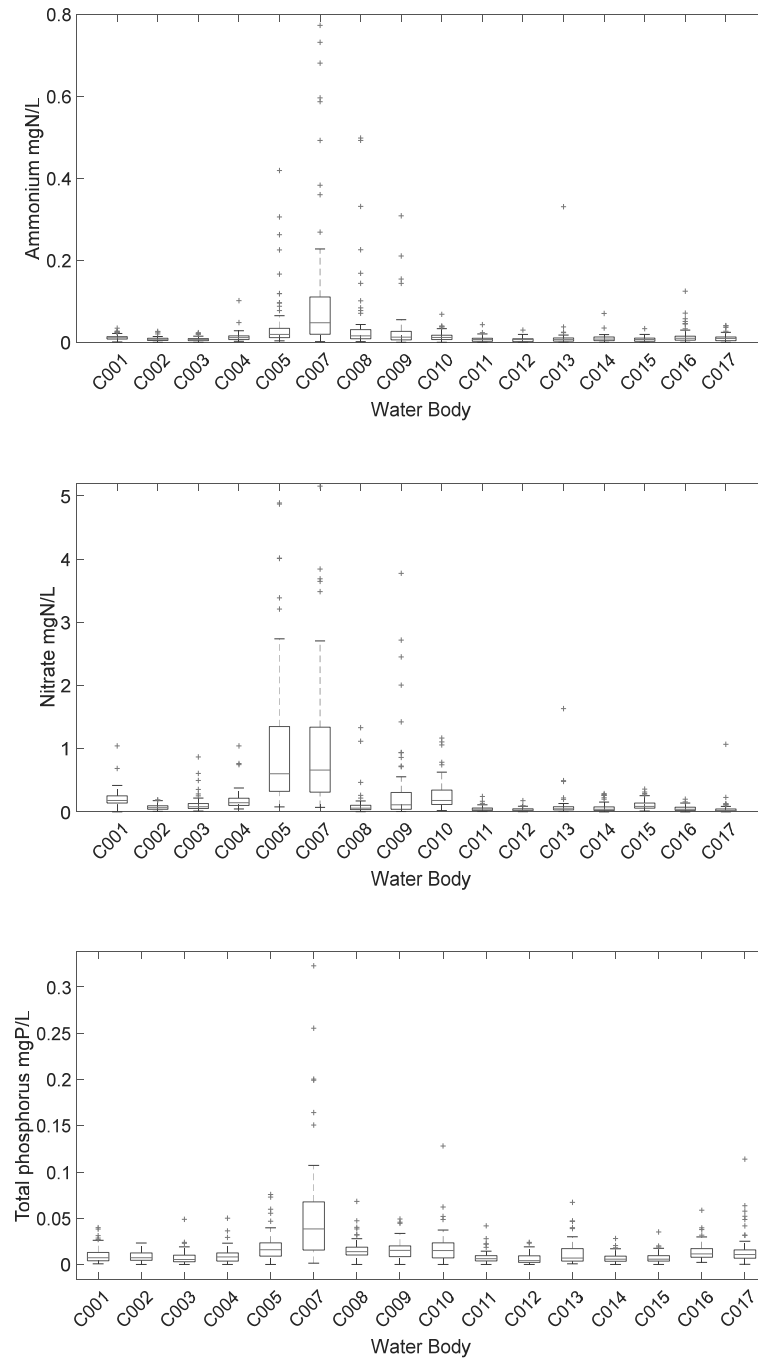 Ammonium mgN/L
0.8
0.6
0.4
0.2
0
C001 C002 C003 C004 C005 C007 C008 C009 C010 C011 C012 C013 C014 C015 C016 C017
Water Body
Nitrate mgN/L
5
4
3
2
1
0
C001 C002 C003 C004 C005 C007 C008 C009 C010 C011 C012 C013 C014 C015 C016 C017
Water Body
Total phosphorus mgP/L
0.3
0.25
0.2
0.15
0.1
0.05
0
C001 C002 C003 C004 C005 C007 C008 C009 C010 C011 C012 C013 C014 C015 C016 C017
Water Body